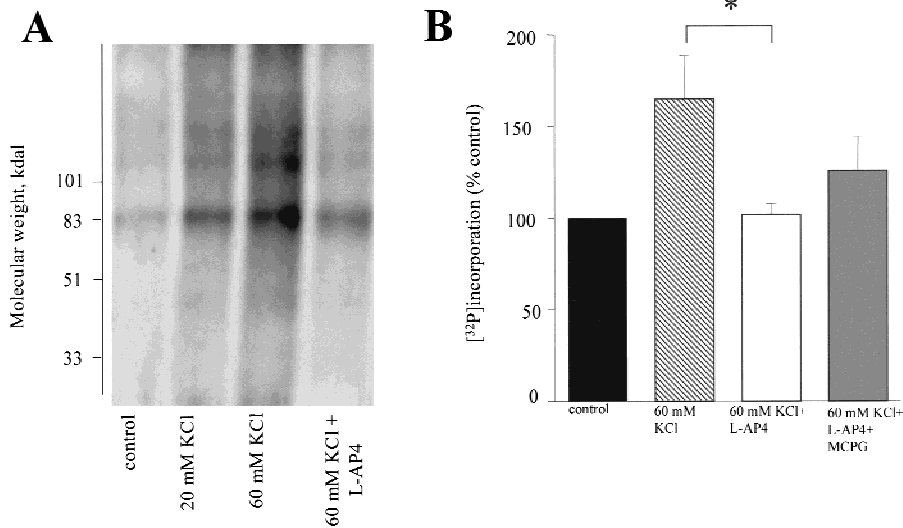 A
Molecular weight, kdal
101
83
51
33
control
20 mM KCl
60 mM KCl
60 mM KCl +
L-AP4
B
*
[32P]incorporation (% control)
200
150
100
50
0
control
60 mM
KCl
60 mM KCl+
L-AP4
60 mM KCl+
L-AP4+
MCPG